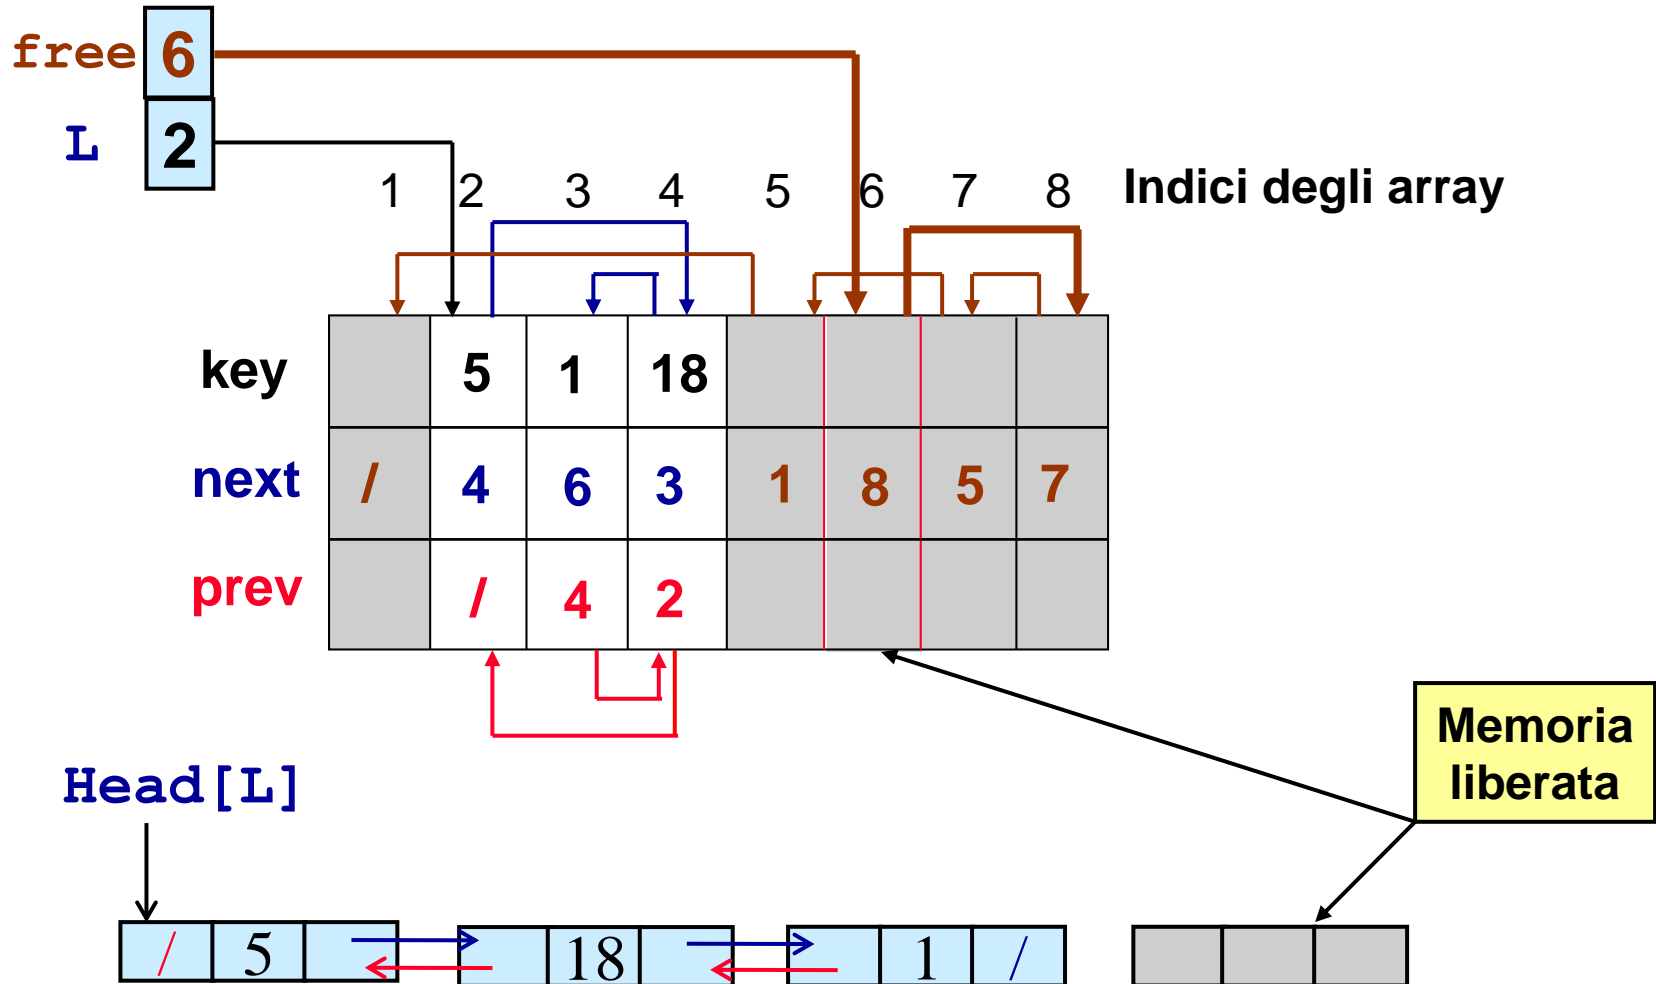 free 6
L 2
1 2 3 4 5 6 7 8 Indici degli array
key 5 1 18
next / 4 6 3 1 8 5 7
prev / 4 2
Memoria
liberata
Head[L]
/ 5 18 1 /